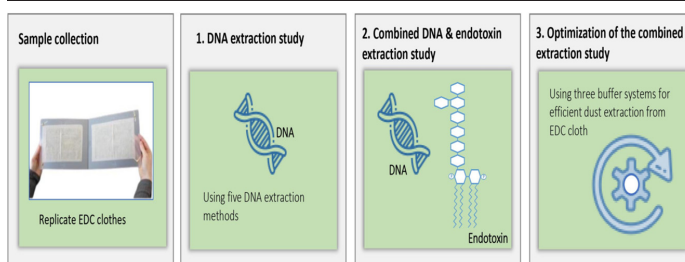 Sample collection
Replicate EDC clothes
1. DNA extraction study
DNA
Using five DNA extraction
methods
2. Combined DNA & endotoxin
extraction study
DNA
Endotoxin
3. Optimization of the combined
extraction study
Using three buffer systems for
efficient dust extraction from
EDC cloth